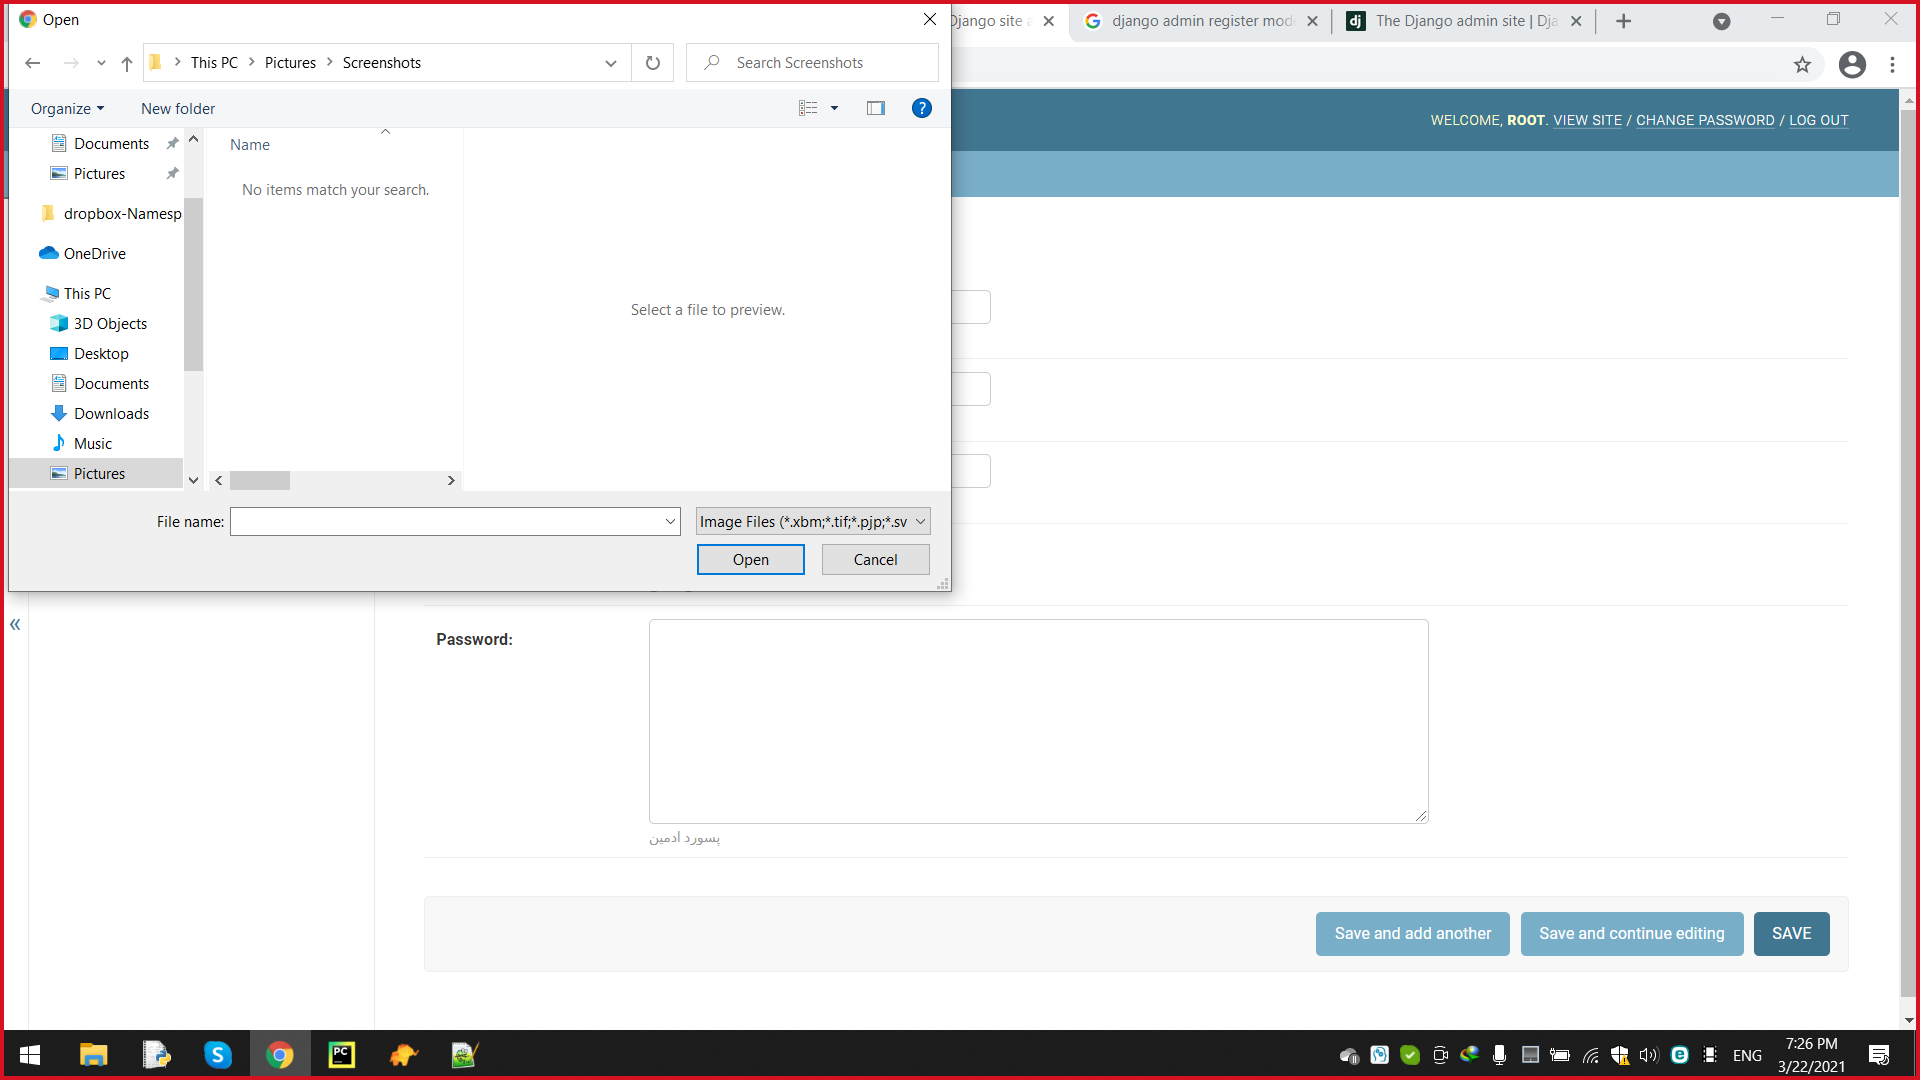 Open
Django site a
django admin register mod
The Django admin site | Dja
This PC
Pictures
Screenshots
Search Screenshots
Organize
New folder
WELCOME, ROOT. VIEW SITE / CHANGE PASSWORD / LOG OUT
Name
No items match your search.
Select a file to preview.
Documents
Pictures
dropbox-Namesp
OneDrive
This PC
3D Objects
Desktop
Documents
Downloads
Music
Pictures
File name:
Image Files (*.xbm;*.tif;*.pjp;*.sv
Open
Cancel
«
Password:
پسورد ادمین
Save and add another
Save and continue editing
SAVE
ENG
7:26 PM
3/22/2021